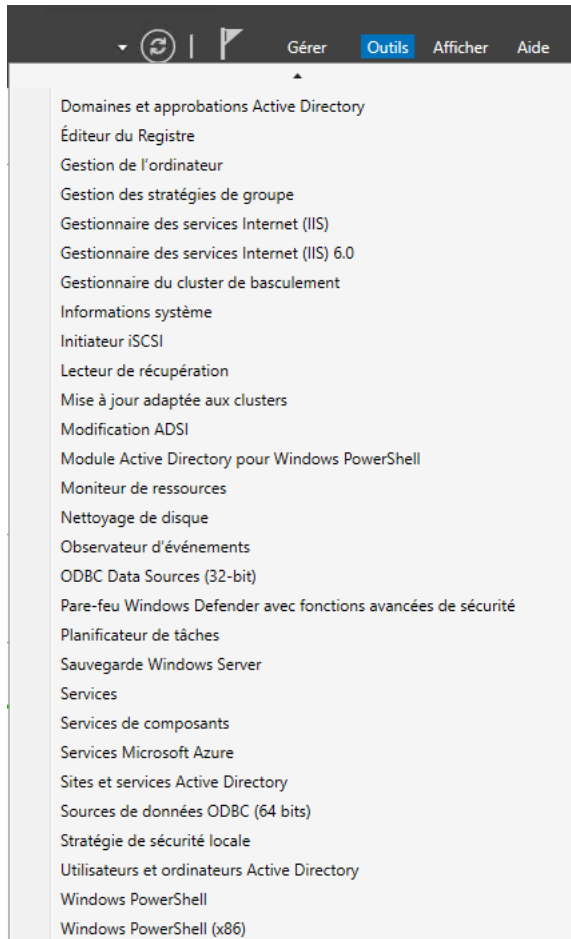 Gérer Outils Afficher Aide
Domaines et approbations Active Directory
Éditeur du Registre
Gestion de l'ordinateur
Gestion des stratégies de groupe
Gestionnaire des services Internet (IIS)
Gestionnaire des services Internet (IIS) 6.0
Gestionnaire du cluster de basculement
Informations système
Initiateur iSCSI
Lecteur de récupération
Mise à jour adaptée aux clusters
Modification ADSI
Module Active Directory pour Windows PowerShell
Moniteur de ressources
Nettoyage de disque
Observateur d'événements
ODBC Data Sources (32-bit)
Pare-feu Windows Defender avec fonctions avancées de sécurité
Planificateur de tâches
Sauvegarde Windows Server
Services
Services de composants
Services Microsoft Azure
Sites et services Active Directory
Sources de données ODBC (64 bits)
Stratégie de sécurité locale
Utilisateurs et ordinateurs Active Directory
Windows PowerShell
Windows PowerShell (x86)